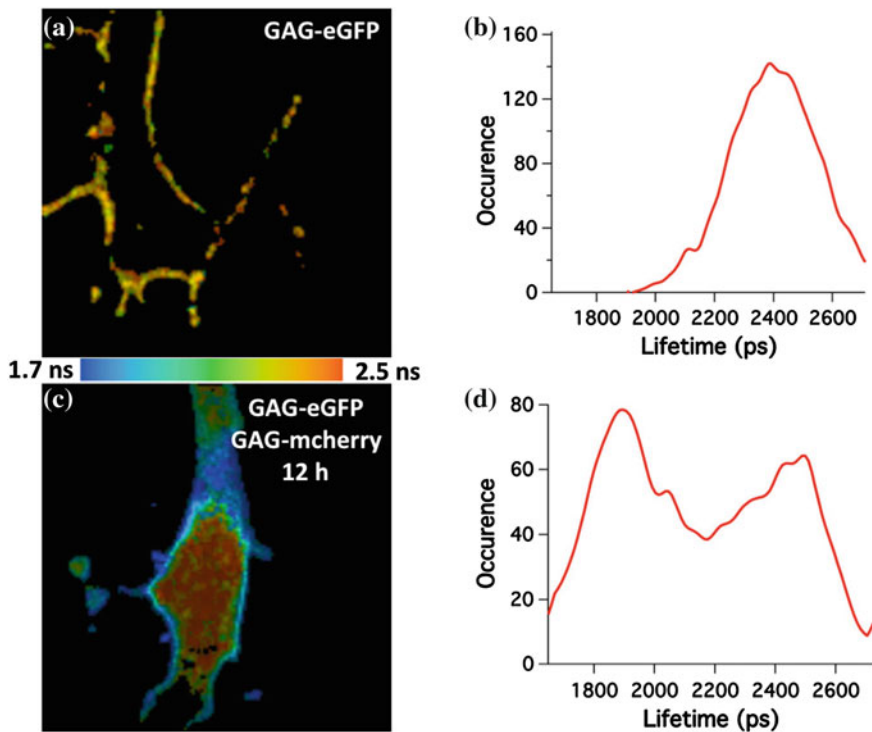 (a)
GAG-eGFP
(b)
160
120
80
40
0
Occurence
1800 2000 2200 2400 2600
Lifetime (ps)
1.7 ns
2.5 ns
(c)
GAG-eGFP
GAG-mcherry
12 h
(d)
80
60
40
20
0
Occurence
1800 2000 2200 2400 2600
Lifetime (ps)